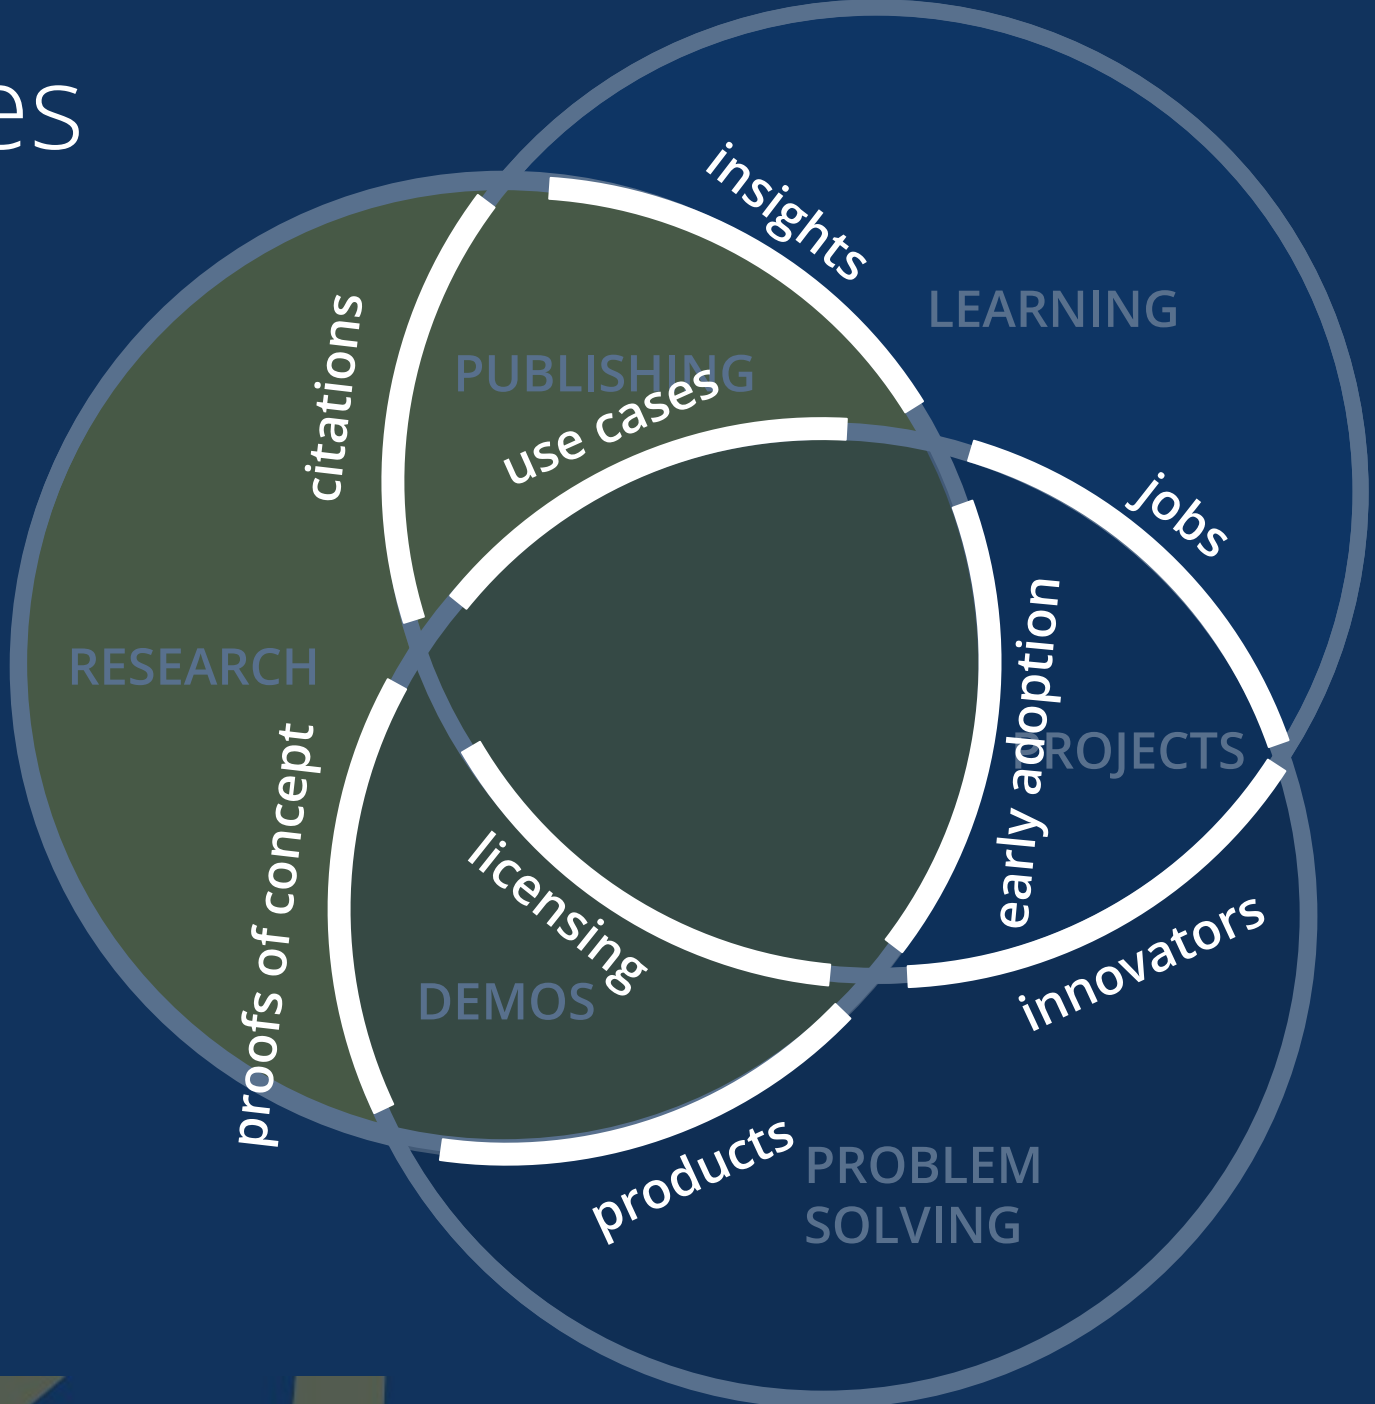 es
insights
LEARNING
citations
PUBLISHING
use cases
jobs
RESEARCH
early adoption
PROJECTS
proofs of concept
licensing
innovators
DEMOS
products
PROBLEM
SOLVING